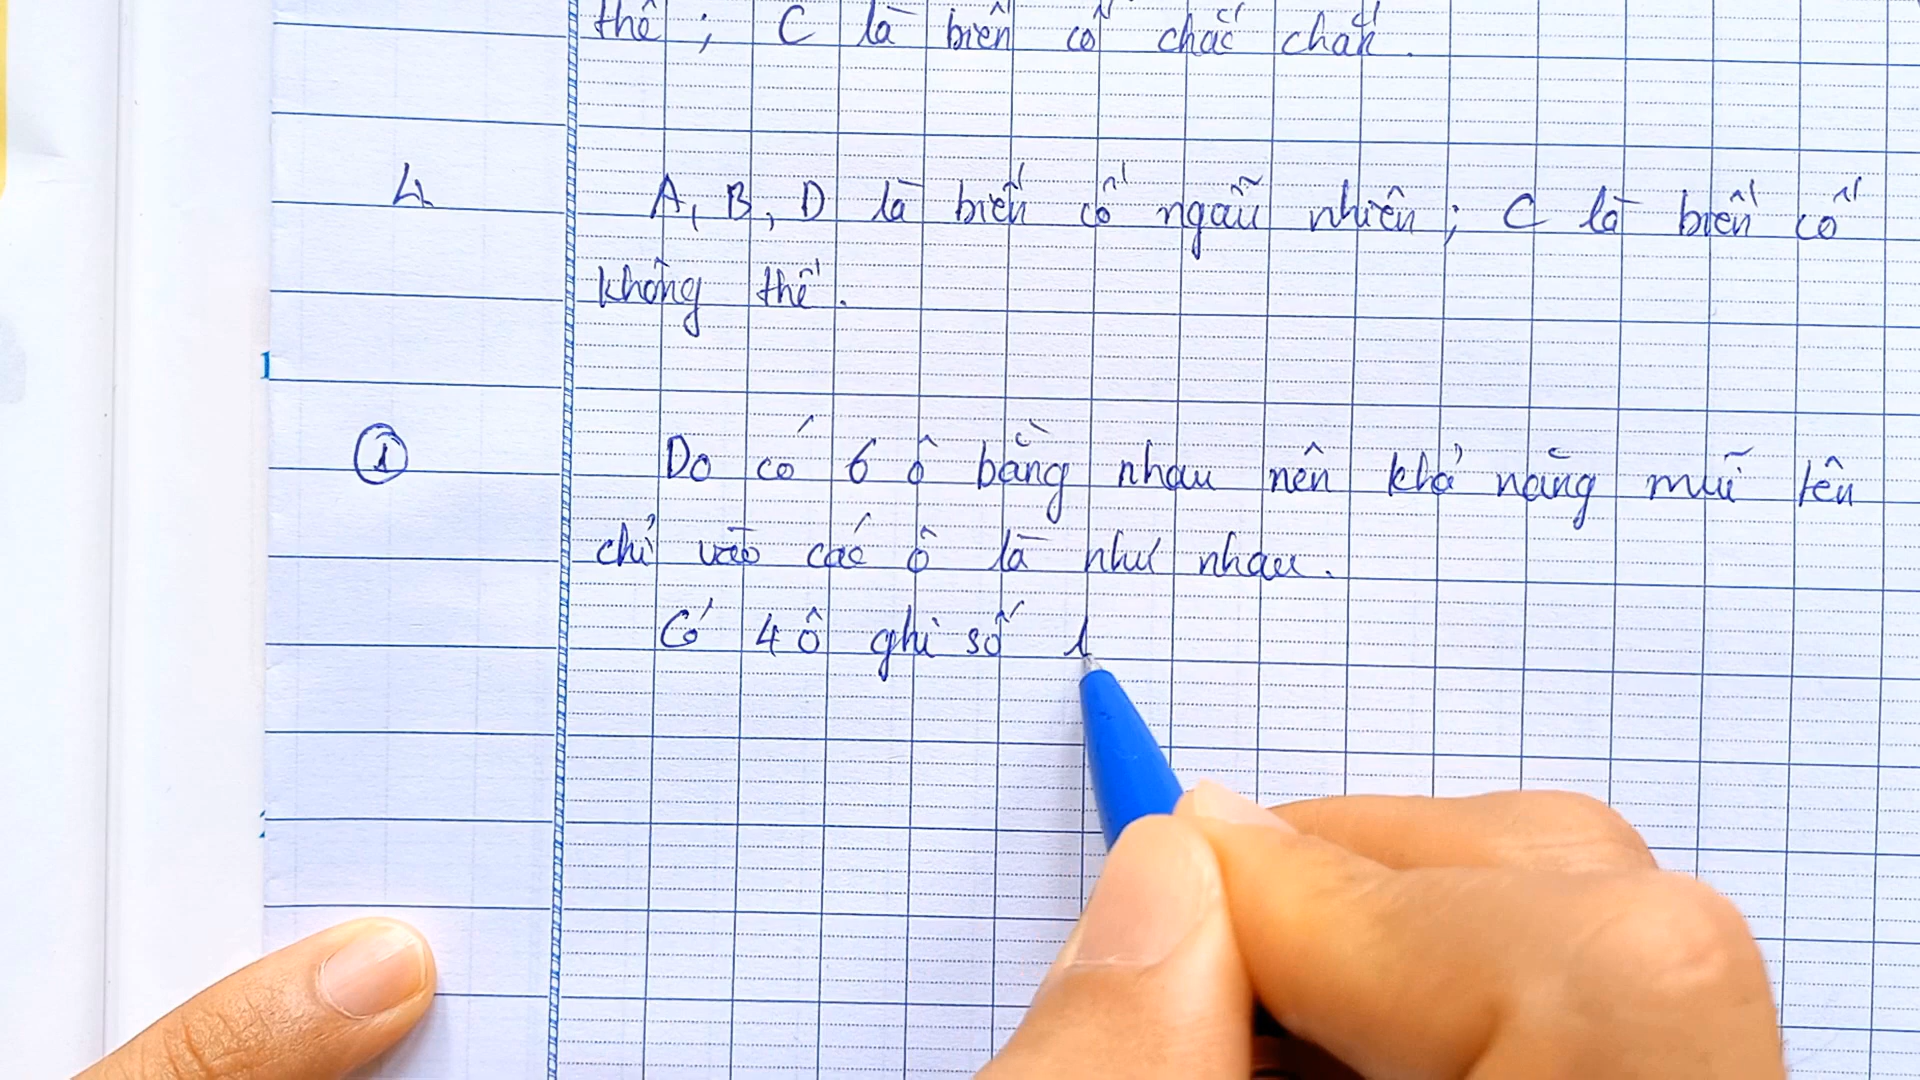 thể ; C là biến cố chắc chắn .
4 A, B, D là biến cố ngẫu nhiên ; C là biến cố
không thể .
1 Do có 6 ô bằng nhau nên khả năng mũi tên
chỉ vào các ô là như nhau .
Có 4 ô ghi số 1